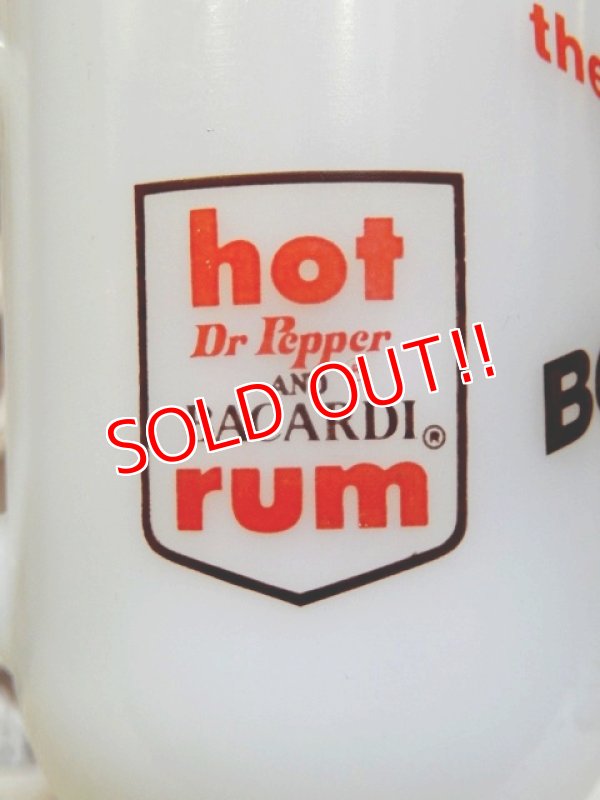 the
hot
Dr Pepper
AND
BACARDI®
rum
SOLD OUT!!